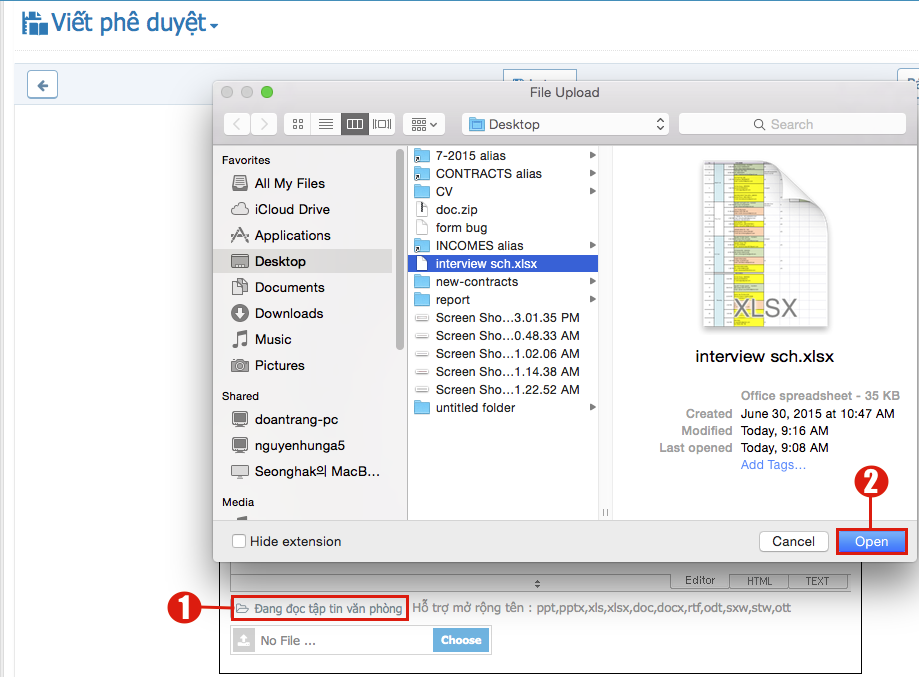 Viết phê duyệt
File Upload
Desktop
Search
Favorites
All My Files
iCloud Drive
Applications
Desktop
Documents
Downloads
Music
Pictures
Shared
doantrang-pc
nguyenhunga5
Seonghak의 MacB...
Media
7-2015 alias
CONTRACTS alias
CV
doc.zip
form bug
INCOMES alias
interview sch.xlsx
new-contracts
report
Screen Sho...3.01.35 PM
Screen Sho...0.48.33 AM
Screen Sho...1.02.06 AM
Screen Sho...1.14.38 AM
Screen Sho...1.22.52 AM
untitled folder
XLSX
interview sch.xlsx
Office spreadsheet - 35 KB
Created June 30, 2015 at 10:47 AM
Modified Today, 9:16 AM
Last opened Today, 9:08 AM
Add Tags...
2
Hide extension
Cancel
Open
Editor
HTML
TEXT
1
Đang đọc tập tin văn phòng
Hỗ trợ mở rộng tên : ppt,pptx,xls,xlsx,doc,docx,rtf,odt,sxw,stw,ott
No File ...
Choose